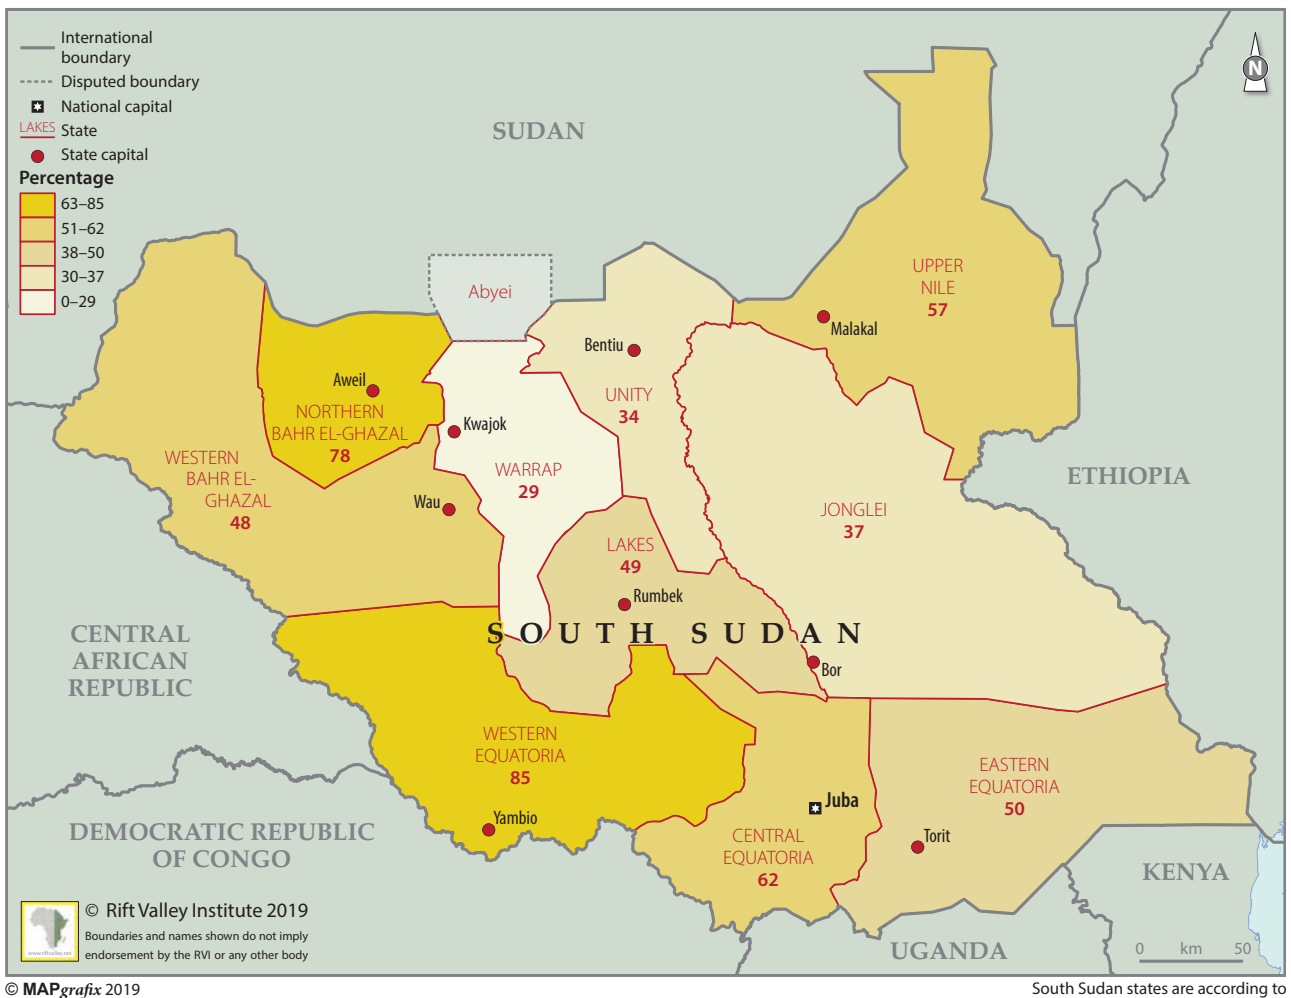 International
boundary
Disputed boundary
National capital
LAKES State
State capital
Percentage
63–85
51–62
38–50
30–37
0–29
N
SUDAN
Abyei
UPPER
NILE
57
Malakal
Bentiu
UNITY
34
Aweil
NORTHERN
BAHR EL-GHAZAL
78
Kwajok
WARRAP
29
WESTERN
BAHR EL-
GHAZAL
48
Wau
JONGLEI
37
ETHIOPIA
LAKES
49
Rumbek
SOUTH SUDAN
Bor
CENTRAL
AFRICAN
REPUBLIC
WESTERN
EQUATORIA
85
Yambio
Juba
CENTRAL
EQUATORIA
62
EASTERN
EQUATORIA
50
Torit
DEMOCRATIC REPUBLIC
OF CONGO
KENYA
UGANDA
0 km 50
www.riftvalley.net
© Rift Valley Institute 2019
Boundaries and names shown do not imply
endorsement by the RVI or any other body
© MAPgrafix 2019
South Sudan states are according to